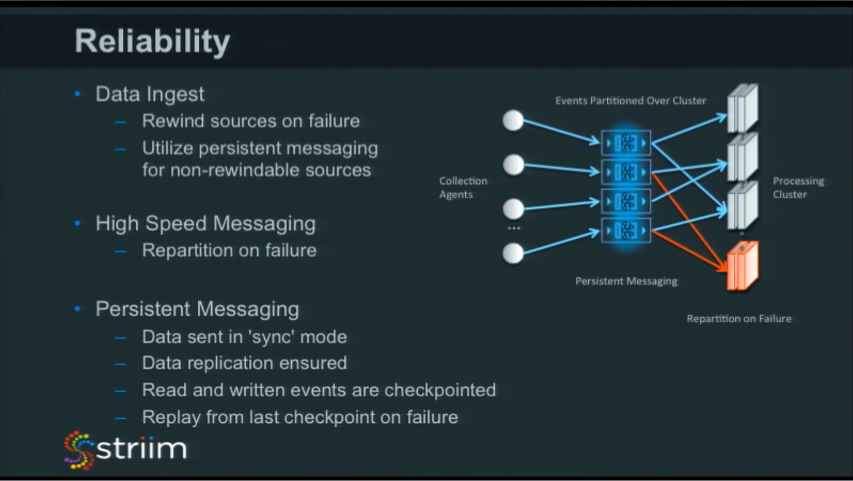 Reliability
• Data Ingest
– Rewind sources on failure
– Utilize persistent messaging
for non-rewindable sources
• High Speed Messaging
– Repartition on failure
• Persistent Messaging
– Data sent in 'sync' mode
– Data replication ensured
– Read and written events are checkpointed
– Replay from last checkpoint on failure
Events Partitioned Over Cluster
Collection
Agents
...
Processing
Cluster
Persistent Messaging
Repartition on Failure
striim